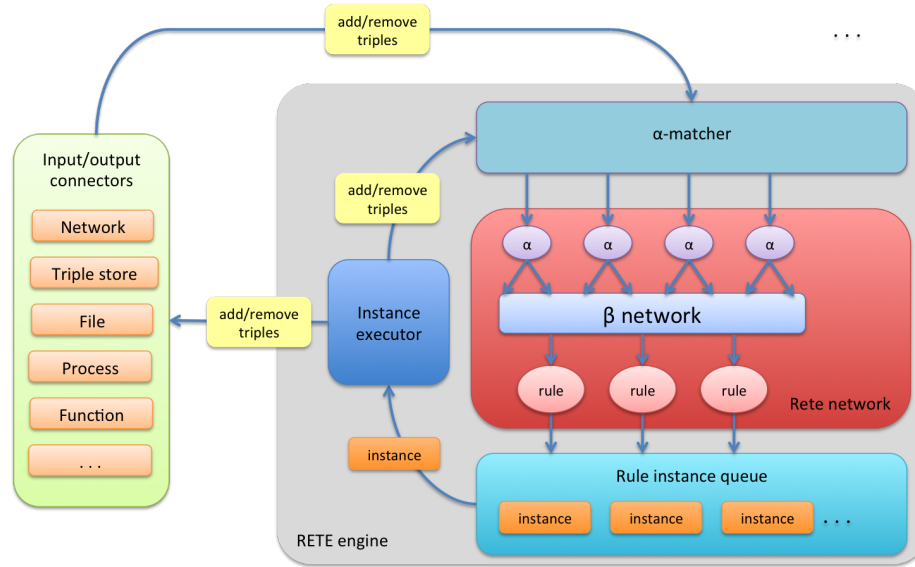 add/remove
triples
. . .
Input/output
connectors
Network
Triple store
File
Process
Function
. . .
α-matcher
add/remove
triples
α
α
α
α
add/remove
triples
Instance
executor
β network
rule
rule
rule
Rete network
instance
Rule instance queue
instance
instance
instance
. . .
RETE engine